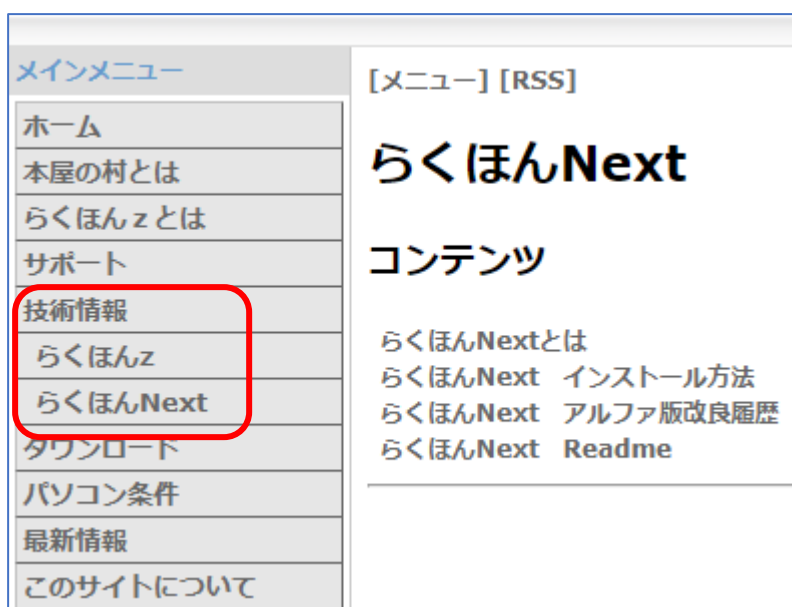 メインメニュー
ホーム
本屋の村とは
らくほんｚとは
サポート
技術情報
らくほんz
らくほんNext
ダウンロード
パソコン条件
最新情報
このサイトについて
[メニュー] [RSS]
らくほんNext
コンテンツ
らくほんNextとは
らくほんNext　インストール方法
らくほんNext　アルファ版改良履歴
らくほんNext　Readme